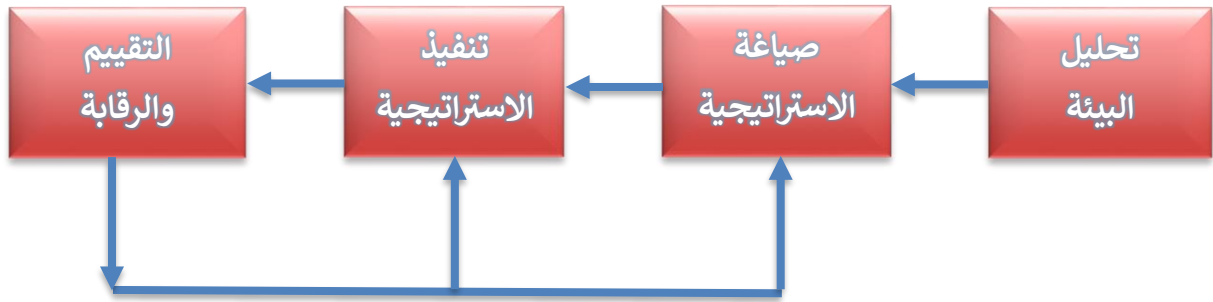 تحليل
البيئة
صياغة
الاستراتيجية
تنفيذ
الاستراتيجية
التقييم
والرقابة